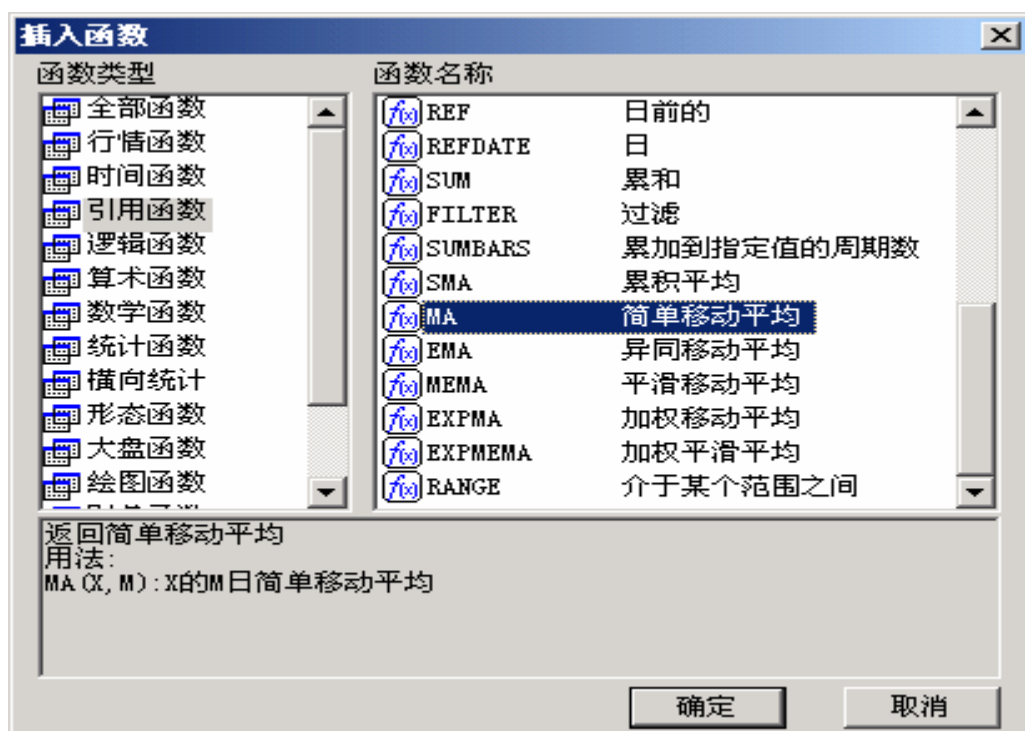 插入函数
函数类型
函数名称
全部函数
行情函数
时间函数
引用函数
逻辑函数
算术函数
数学函数
统计函数
横向统计
形态函数
大盘函数
绘图函数
REF 日前的
REFDATE 日
SUM 累和
FILTER 过滤
SUMBARS 累加到指定值的周期数
SMA 累积平均
MA 简单移动平均
EMA 异同移动平均
MEMA 平滑移动平均
EXPMA 加权移动平均
EXPMEMA 加权平滑平均
RANGE 介于某个范围之间
返回简单移动平均
用法:
MA(X,M):X的M日简单移动平均
确定
取消